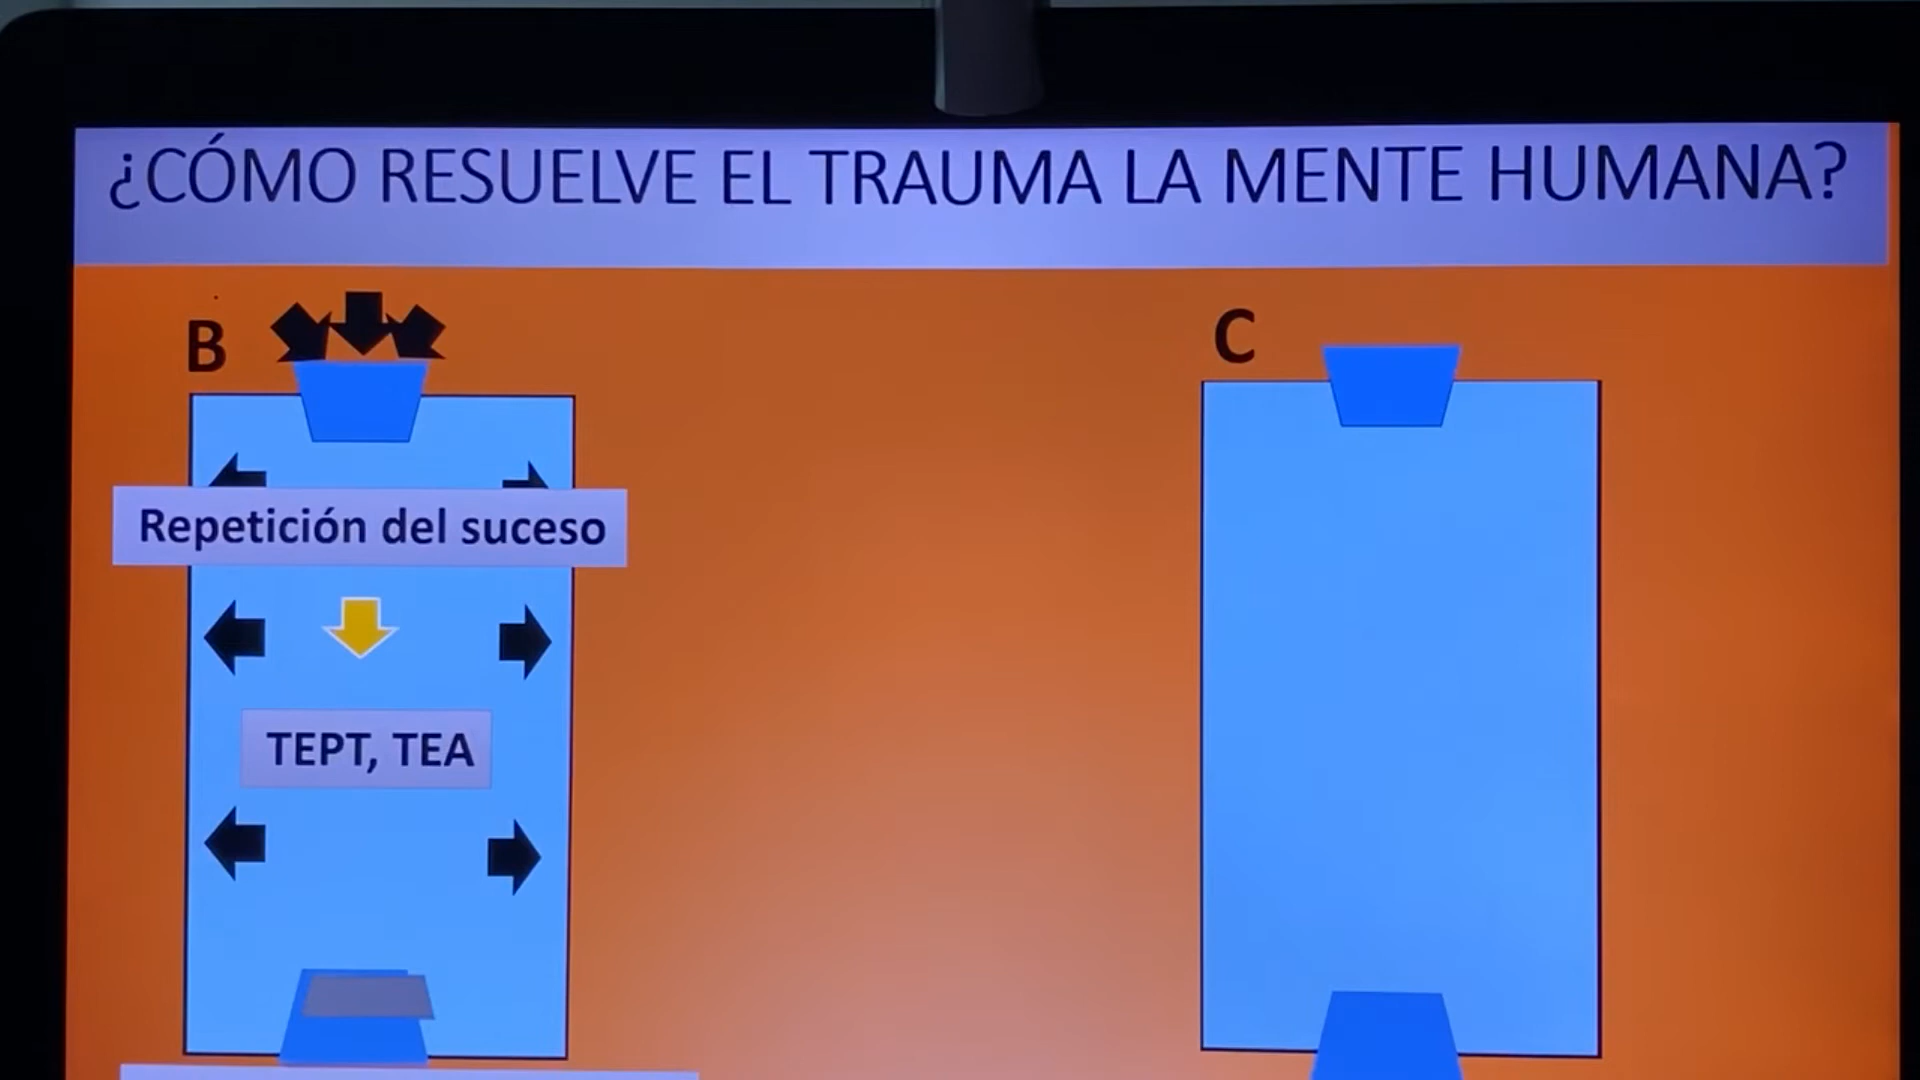 ¿CÓMO RESUELVE EL TRAUMA LA MENTE HUMANA?
B
C
Repetición del suceso
TEPT, TEA